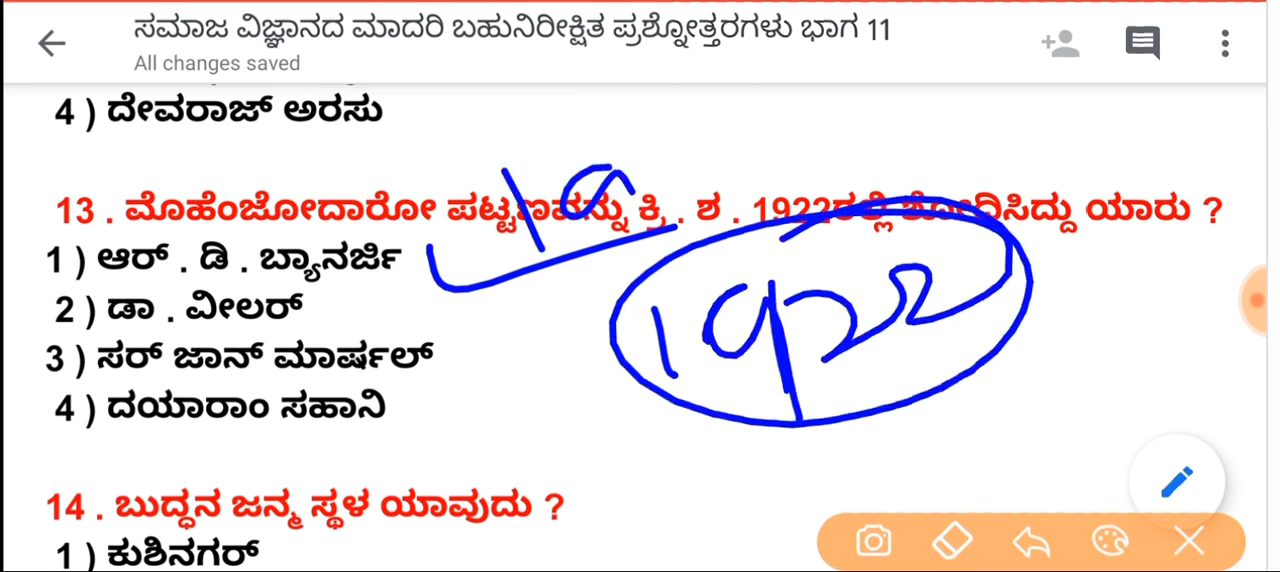 ಸಮಾಜ ವಿಜ್ಞಾನದ ಮಾದರಿ ಬಹುನಿರೀಕ್ಷಿತ ಪ್ರಶ್ನೋತ್ತರಗಳು ಭಾಗ 11
All changes saved
4 ) ದೇವರಾಜ್ ಅರಸು
13 . ಮೊಹೆಂಜೋದಾರೋ ಪಟ್ಟಣವನ್ನು ಕ್ರಿ . ಶ . 1922ರಲ್ಲಿ ಶೋಧಿಸಿದ್ದು ಯಾರು ?
1 ) ಆರ್ . ಡಿ . ಬ್ಯಾನರ್ಜಿ
2 ) ಡಾ . ವೀಲರ್
1922
3 ) ಸರ್ ಜಾನ್ ಮಾರ್ಷಲ್
4 ) ದಯಾರಾಂ ಸಹಾನಿ
14 . ಬುದ್ಧನ ಜನ್ಮ ಸ್ಥಳ ಯಾವುದು ?
1 ) ಕುಶಿನಗರ್